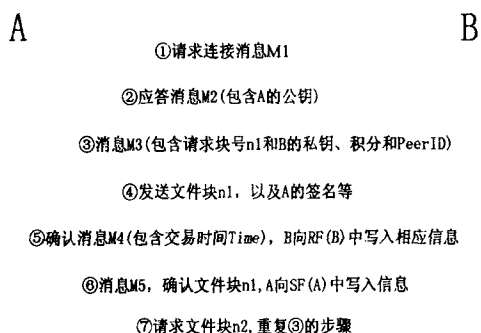 A B
①请求连接消息M1
②应答消息M2(包含A的公钥)
③消息M3(包含请求块号n1和B的私钥、积分和PeerID)
④发送文件块n1, 以及A的签名等
⑤确认消息M4(包含交易时间Time), B向RF(B)中写入相应信息
⑥消息M5, 确认文件块n1,A向SF(A)中写入信息
⑦请求文件块n2,重复③的步骤